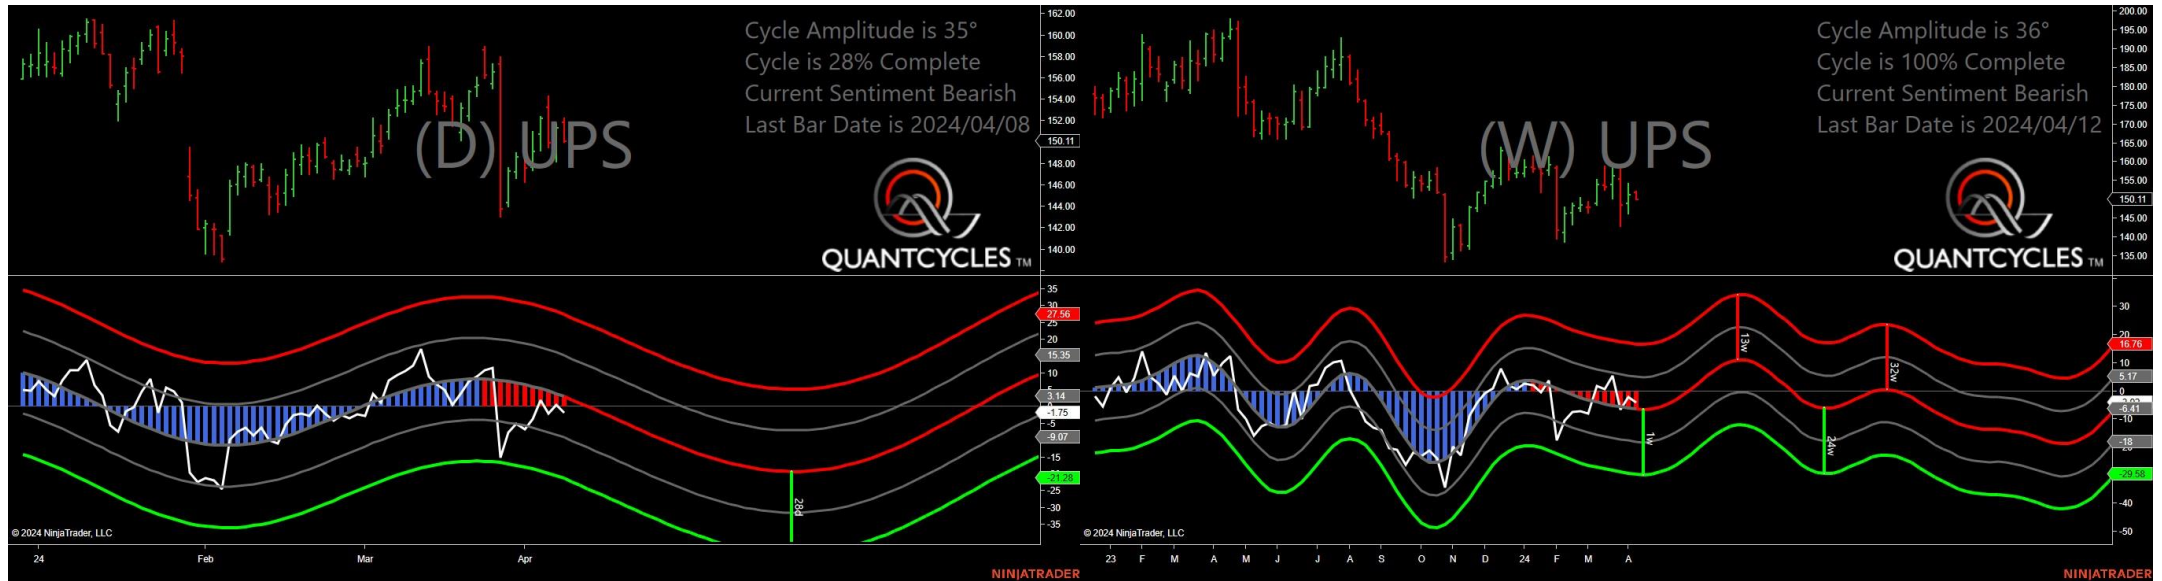 Cycle Amplitude is 35°
Cycle is 28% Complete
Current Sentiment Bearish
Last Bar Date is 2024/04/08
(D) UPS
QUANTCYCLES TM
162.00
160.00
158.00
156.00
154.00
152.00
150.11
148.00
146.00
144.00
142.00
140.00
35
30
27.56
25
20
15.35
10
5
3.14
0
-1.75
-5
-9.07
-15
-21.28
-25
-30
-35
28d
© 2024 NinjaTrader, LLC
24
Feb
Mar
Apr
NINJATRADER
Cycle Amplitude is 36°
Cycle is 100% Complete
Current Sentiment Bearish
Last Bar Date is 2024/04/12
(W) UPS
QUANTCYCLES TM
200.00
195.00
190.00
185.00
180.00
175.00
170.00
165.00
160.00
155.00
150.11
145.00
140.00
135.00
30
20
16.76
10
5.17
0
-6.41
-10
-18
-29.58
-40
-50
13w
32w
1w
24w
© 2024 NinjaTrader, LLC
23 F M A M J J A S O N D 24 F M A
NINJATRADER